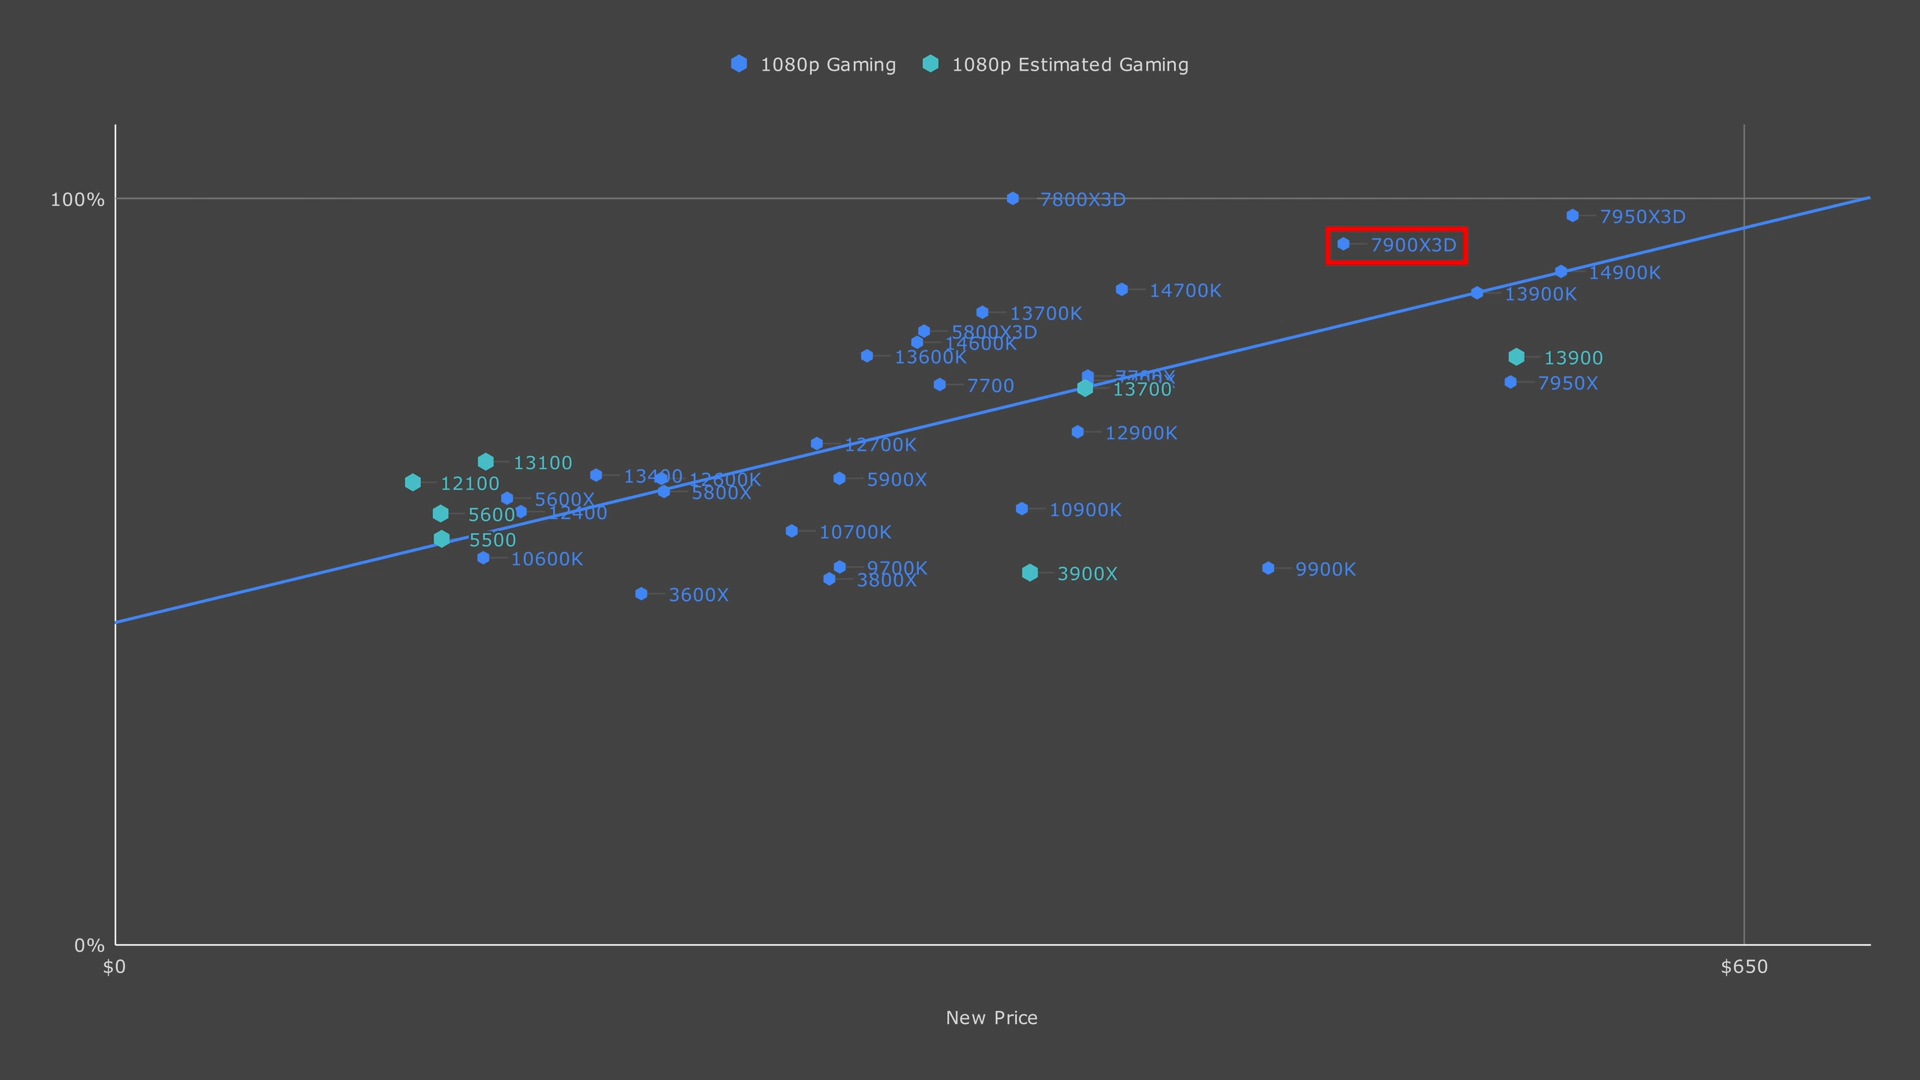 1080p Gaming 1080p Estimated Gaming
100%
7800X3D
7950X3D
7900X3D
14900K
14700K
13900K
13700K
5800X3D
14600K
13600K
13900
7700X
7950X
7700
13700
12900K
12700K
13100
13400
12600K
5900X
12100
5800X
5600X
10900K
12400
5600
10700K
5500
10600K
9700K
9900K
3900X
3800X
3600X
0%
$0
$650
New Price